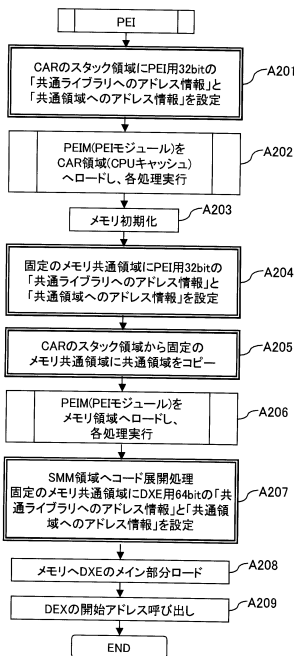 PEI
CARのスタック領域にPEI用32bitの
「共通ライブラリへのアドレス情報」と
「共通領域へのアドレス情報」を設定
A201
PEIM(PEIモジュール)を
CAR領域(CPUキャッシュ)
へロードし、各処理実行
A202
メモリ初期化
A203
固定のメモリ共通領域にPEI用32bitの
「共通ライブラリへのアドレス情報」と
「共通領域へのアドレス情報」を設定
A204
CARのスタック領域から固定の
メモリ共通領域に共通領域をコピー
A205
PEIM(PEIモジュール)を
メモリ領域へロードし、
各処理実行
A206
SMM領域へコード展開処理
固定のメモリ共通領域にDXE用64bitの「共
通ライブラリへのアドレス情報」と「共通領
域へのアドレス情報」を設定
A207
メモリへDXEのメイン部分ロード
A208
DEXの開始アドレス呼び出し
A209
END